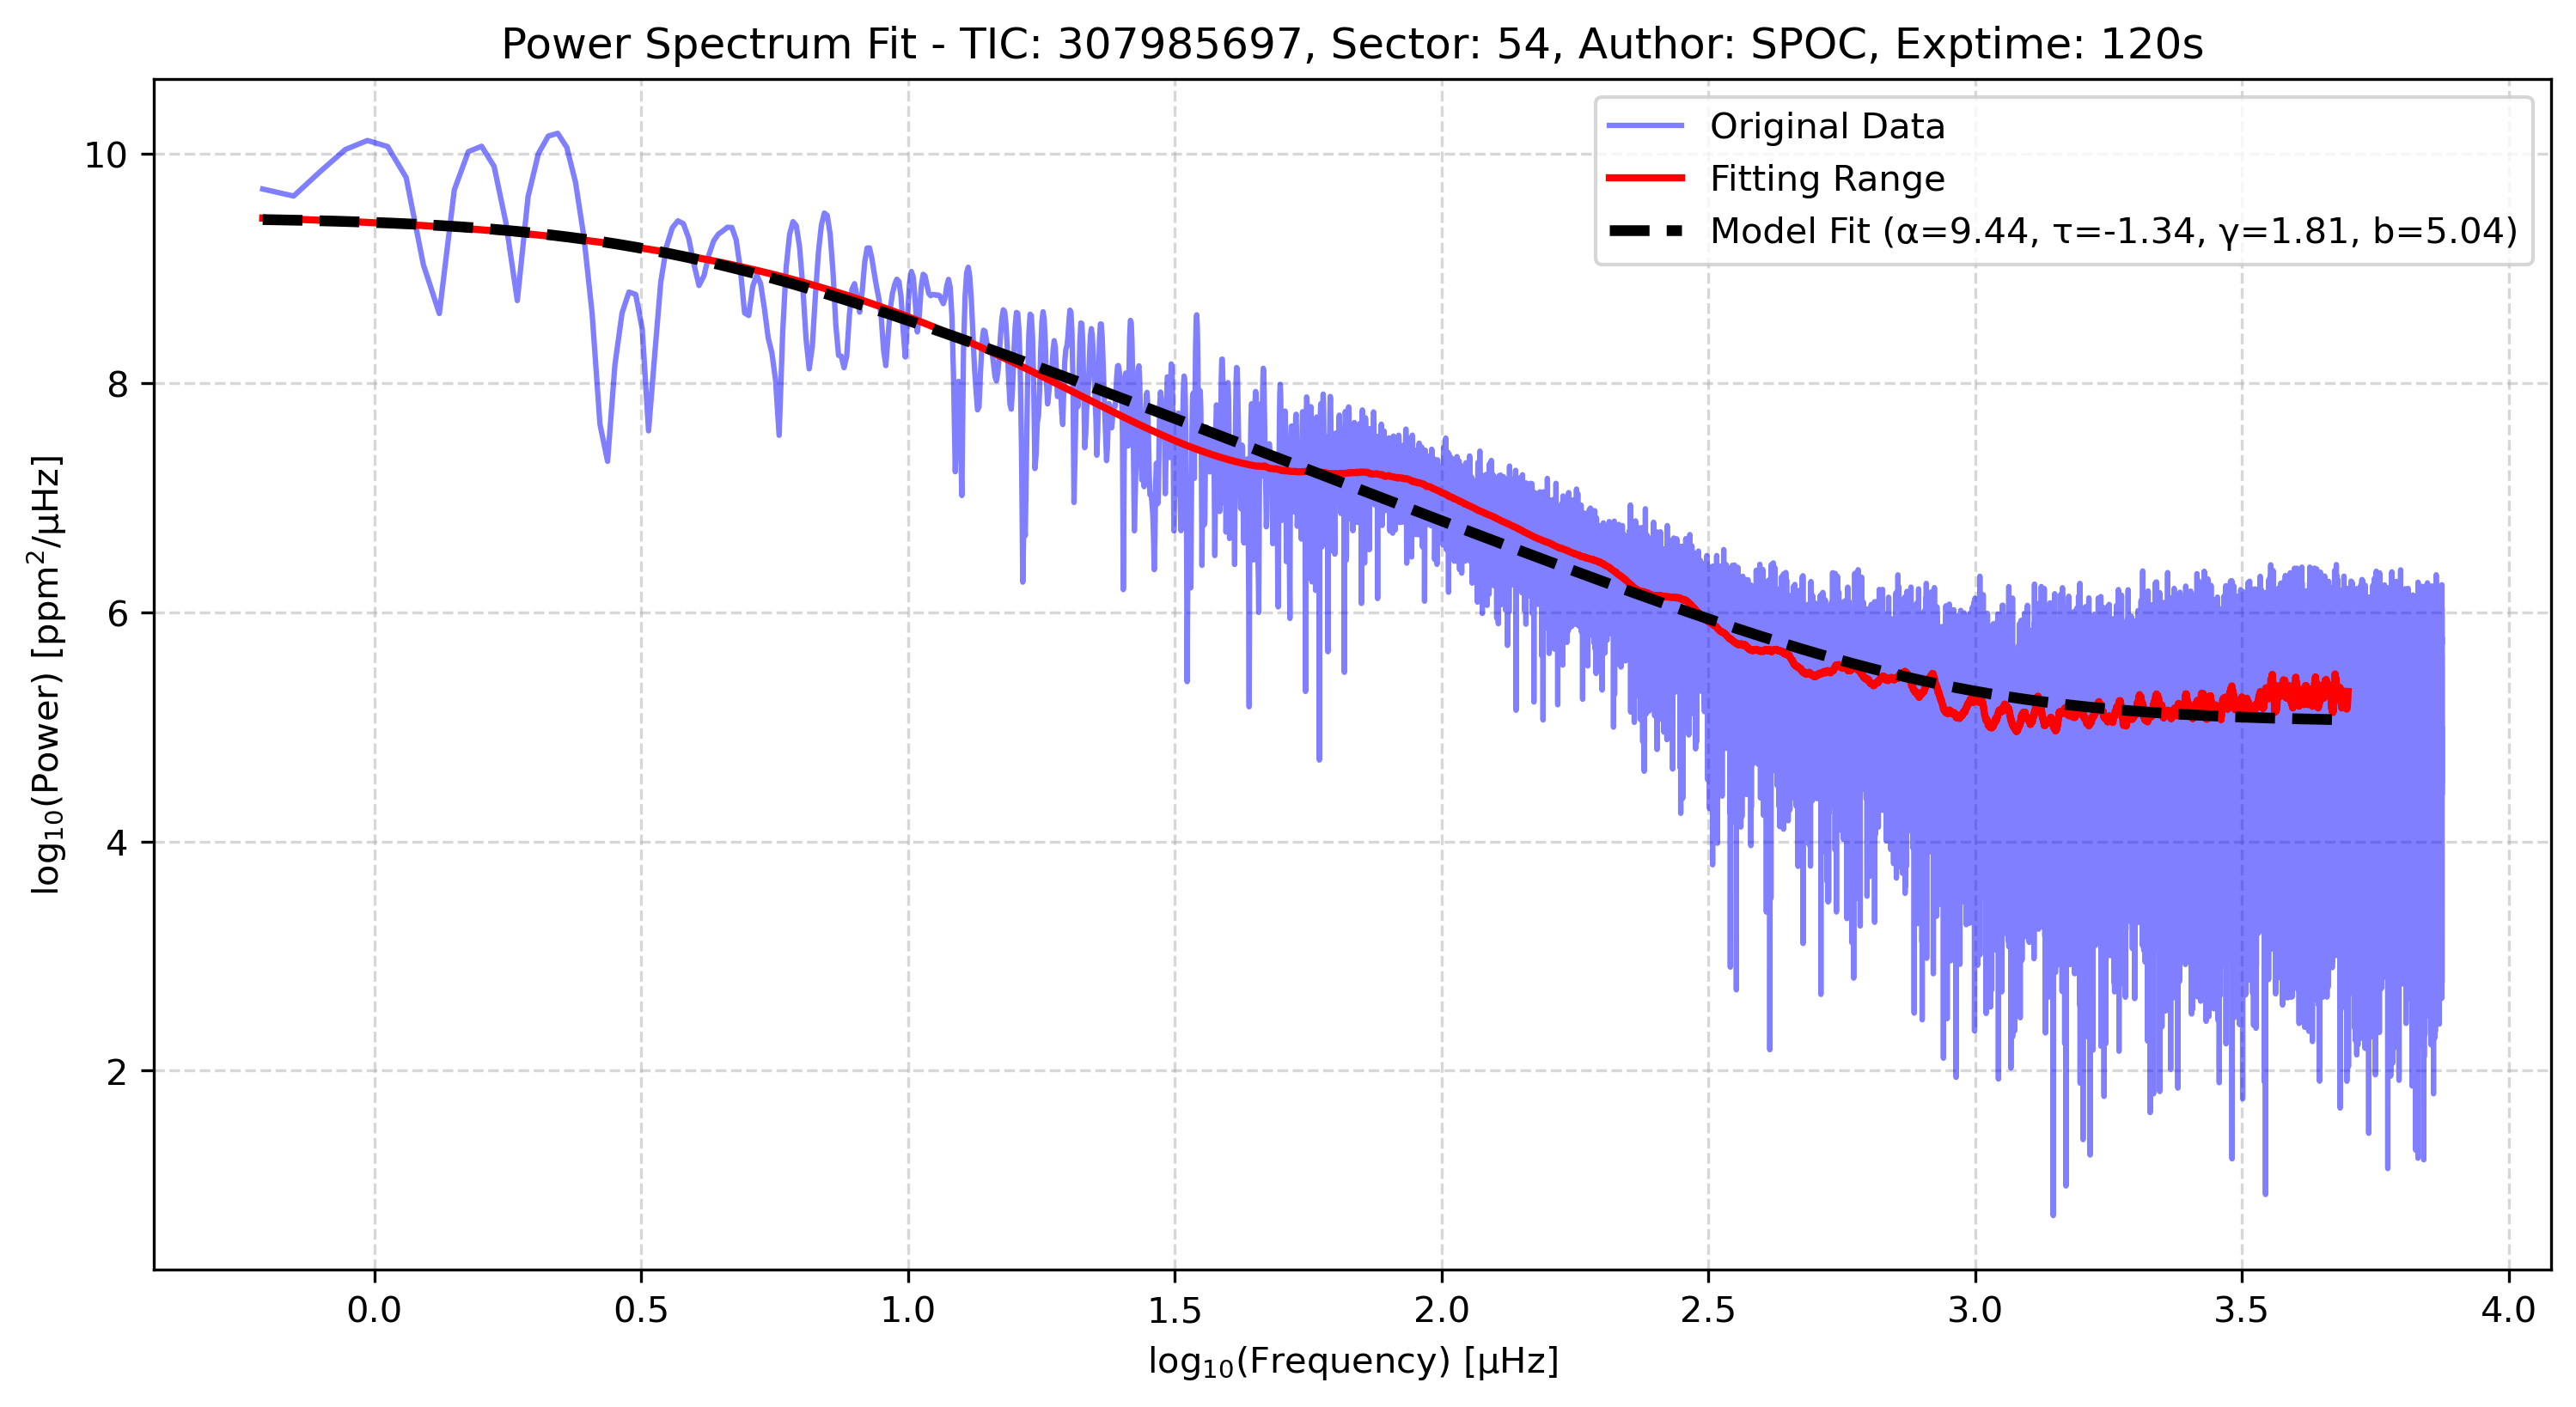 Power Spectrum Fit - TIC: 307985697, Sector: 54, Author: SPOC, Exptime: 120s
Original Data
Fitting Range
Model Fit (α=9.44, τ=-1.34, γ=1.81, b=5.04)
log₁₀(Power) [ppm²/μHz]
10
8
6
4
2
0.0 0.5 1.0 1.5 2.0 2.5 3.0 3.5 4.0
log₁₀(Frequency) [μHz]